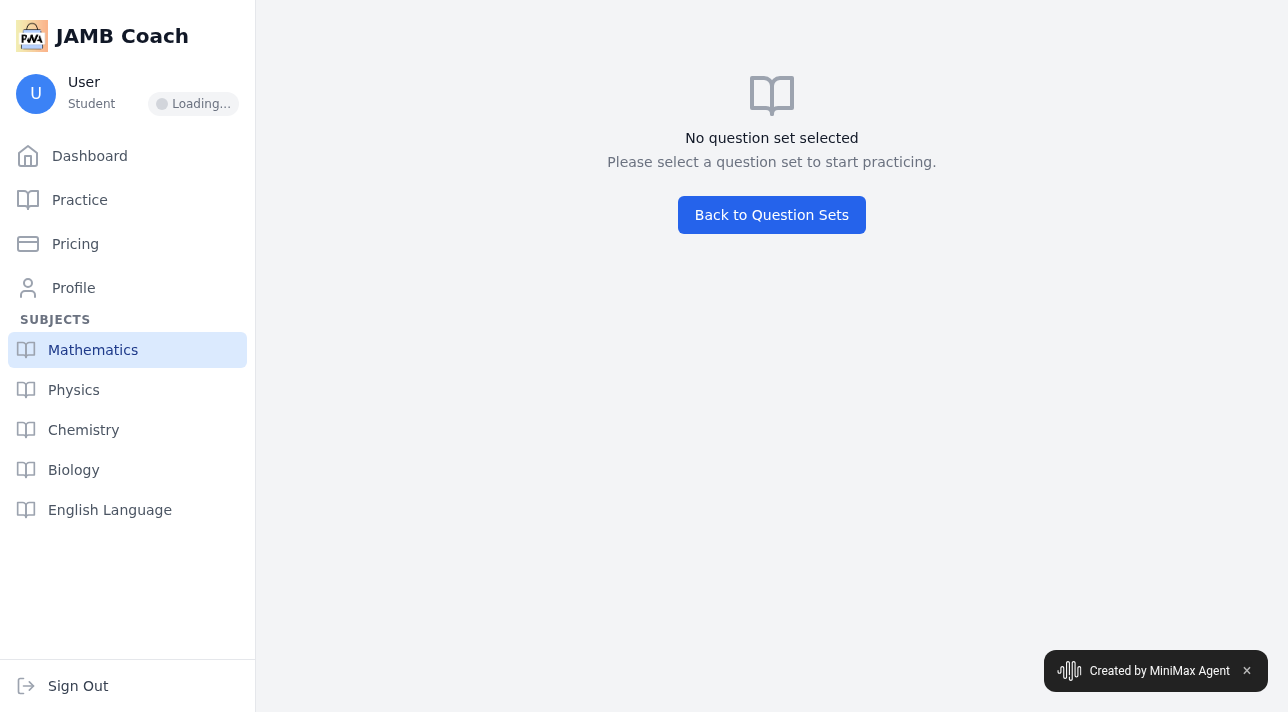 PWA
JAMB Coach
U
User
Student
Loading...
Dashboard
Practice
Pricing
Profile
SUBJECTS
Mathematics
Physics
Chemistry
Biology
English Language
Sign Out
No question set selected
Please select a question set to start practicing.
Back to Question Sets
Created by MiniMax Agent ×